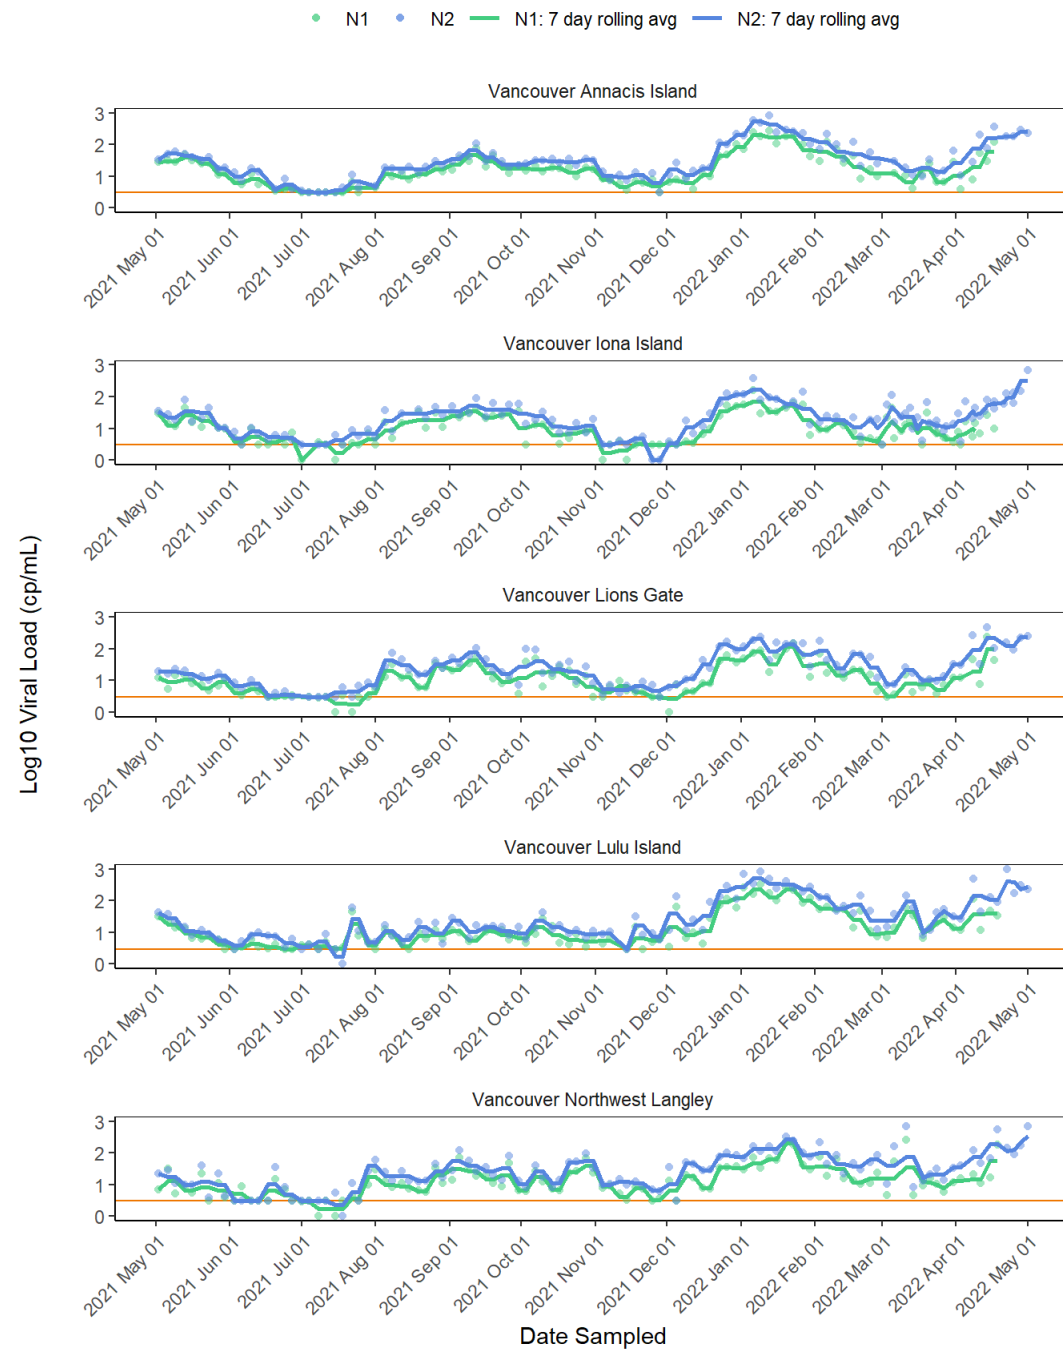 N1 N2 N1: 7 day rolling avg N2: 7 day rolling avg
Log10 Viral Load (cp/mL)
Vancouver Annacis Island
3
2
1
0
2021 May 01 2021 Jun 01 2021 Jul 01 2021 Aug 01 2021 Sep 01 2021 Oct 01 2021 Nov 01 2021 Dec 01 2022 Jan 01 2022 Feb 01 2022 Mar 01 2022 Apr 01 2022 May 01
Vancouver Iona Island
3
2
1
0
2021 May 01 2021 Jun 01 2021 Jul 01 2021 Aug 01 2021 Sep 01 2021 Oct 01 2021 Nov 01 2021 Dec 01 2022 Jan 01 2022 Feb 01 2022 Mar 01 2022 Apr 01 2022 May 01
Vancouver Lions Gate
3
2
1
0
2021 May 01 2021 Jun 01 2021 Jul 01 2021 Aug 01 2021 Sep 01 2021 Oct 01 2021 Nov 01 2021 Dec 01 2022 Jan 01 2022 Feb 01 2022 Mar 01 2022 Apr 01 2022 May 01
Vancouver Lulu Island
3
2
1
0
2021 May 01 2021 Jun 01 2021 Jul 01 2021 Aug 01 2021 Sep 01 2021 Oct 01 2021 Nov 01 2021 Dec 01 2022 Jan 01 2022 Feb 01 2022 Mar 01 2022 Apr 01 2022 May 01
Vancouver Northwest Langley
3
2
1
0
2021 May 01 2021 Jun 01 2021 Jul 01 2021 Aug 01 2021 Sep 01 2021 Oct 01 2021 Nov 01 2021 Dec 01 2022 Jan 01 2022 Feb 01 2022 Mar 01 2022 Apr 01 2022 May 01
Date Sampled